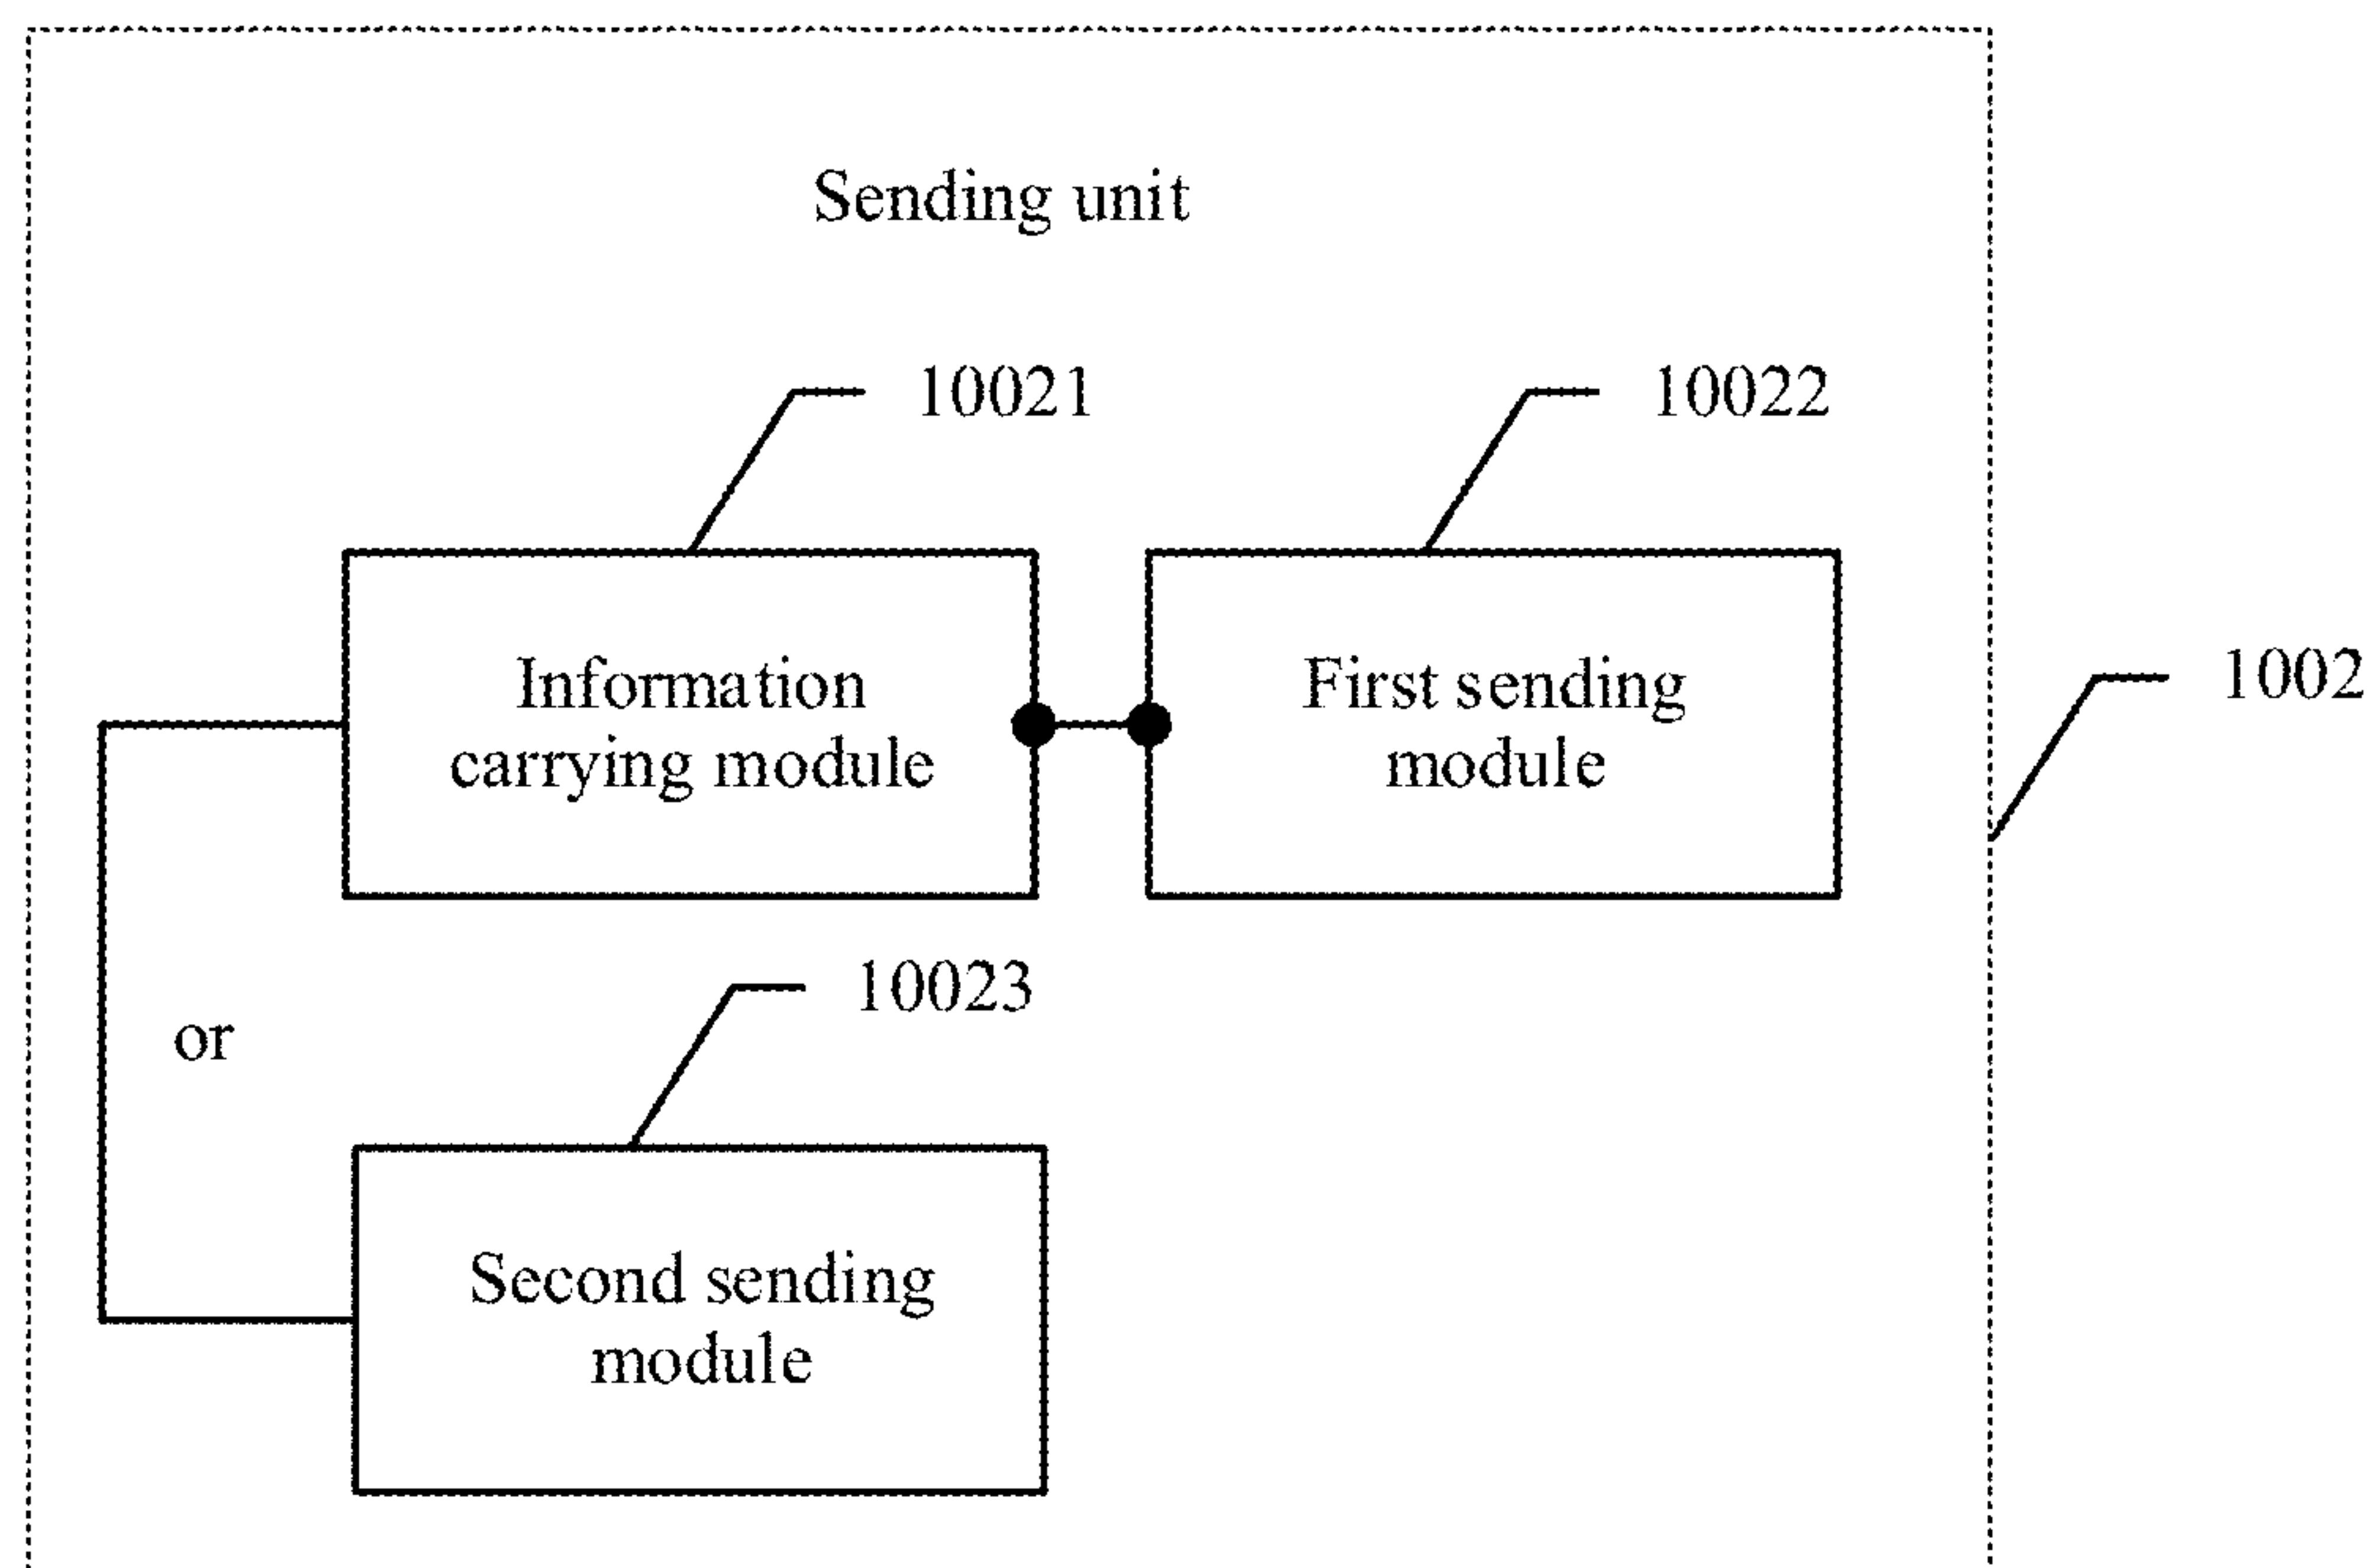 Sending unit
10021
10022
Information
carrying module
First sending
module
1002
10023
or
Second sending
module